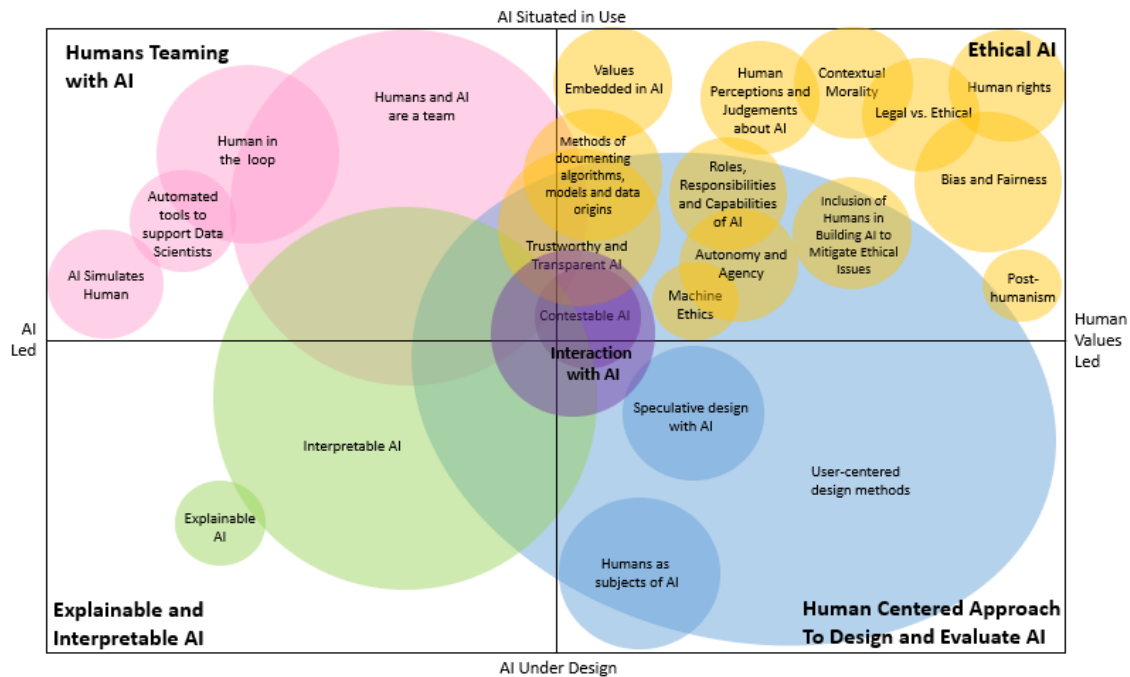 AI Situated in Use
Humans Teaming
with AI
Ethical AI
Humans and AI
are a team
Values
Embedded in AI
Human
Perceptions and
Judgements
about AI
Contextual
Morality
Human rights
Legal vs. Ethical
Human in
the loop
Methods of
documenting
algorithms,
models and data
origins
Roles,
Responsibilities
and Capabilities
of AI
Bias and Fairness
Automated
tools to
support Data
Scientists
Inclusion of
Humans in
Building AI to
Mitigate Ethical
Issues
Trustworthy and
Transparent AI
Autonomy and
Agency
AI Simulates
Human
Post-
humanism
Machine
Ethics
Contestable AI
AI
Led
Human
Values
Led
Interaction
with AI
Speculative design
with AI
Interpretable AI
User-centered
design methods
Explainable
AI
Humans as
subjects of AI
Explainable and
Interpretable AI
Human Centered Approach
To Design and Evaluate AI
AI Under Design